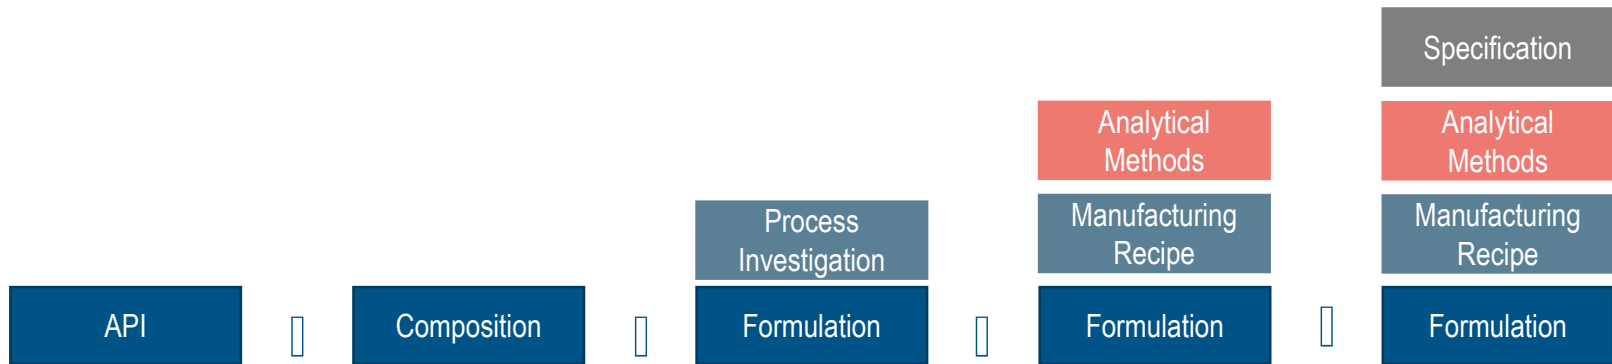 Specification
Analytical
Methods
Analytical
Methods
Process
Investigation
Manufacturing
Recipe
Manufacturing
Recipe
API
Composition
Formulation
Formulation
Formulation